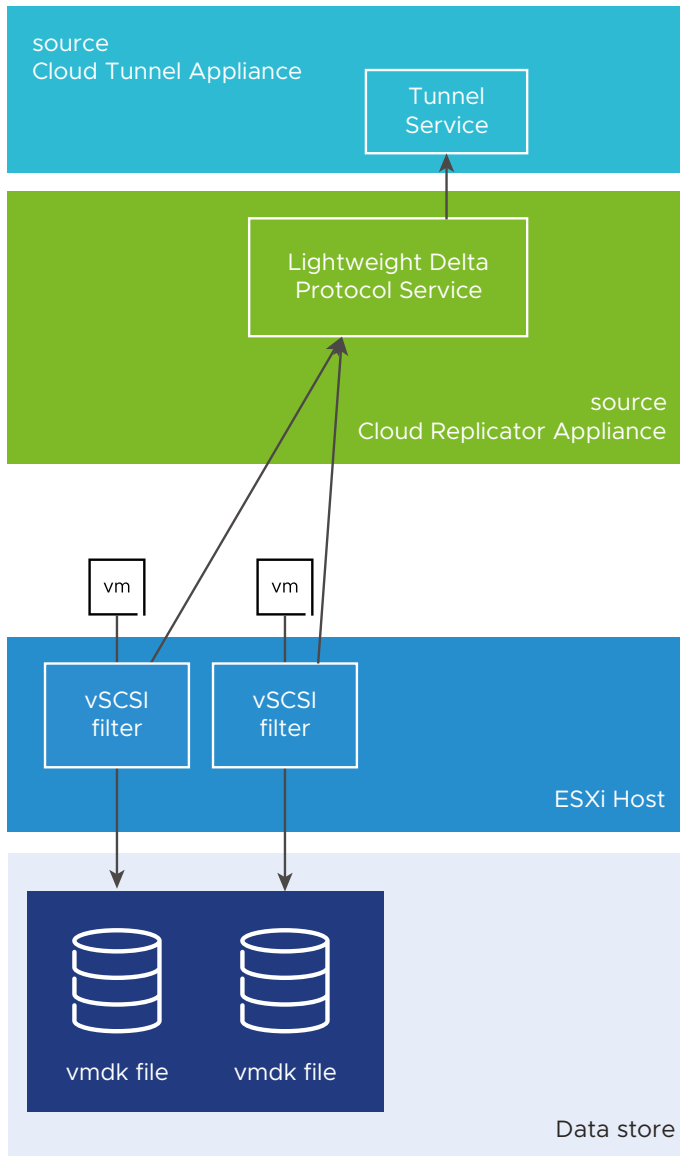 source
Cloud Tunnel Appliance
Tunnel
Service
Lightweight Delta
Protocol Service
source
Cloud Replicator Appliance
vm
vm
vSCSI
filter
vSCSI
filter
ESXi Host
vmdk file
vmdk file
Data store